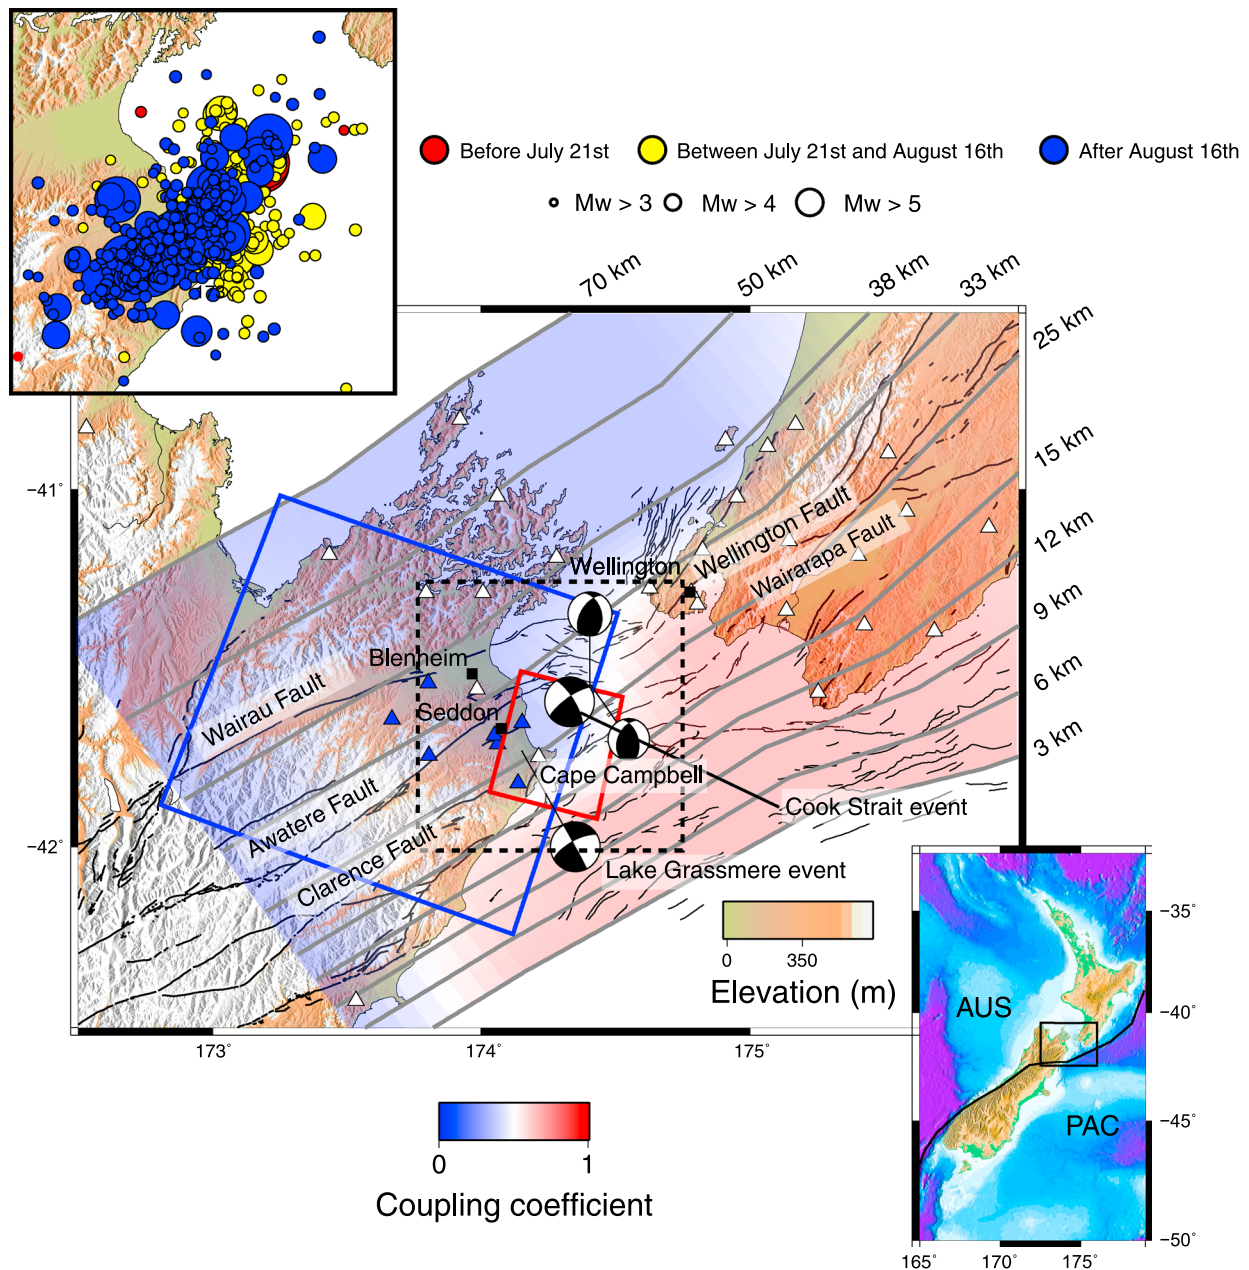 Before July 21st
Between July 21st and August 16th
After August 16th
Mw > 3
Mw > 4
Mw > 5
70 km
50 km
38 km
33 km
25 km
15 km
12 km
9 km
6 km
3 km
−41˚
−42˚
173˚
174˚
175˚
Wellington
Wellington Fault
Wairarapa Fault
Blenheim
Wairau Fault
Seddon
Cape Campbell
Awatere Fault
Cook Strait event
Clarence Fault
Lake Grassmere event
0
350
Elevation (m)
0
1
Coupling coefficient
AUS
PAC
−35˚
−40˚
−45˚
−50˚
165˚
170˚
175˚